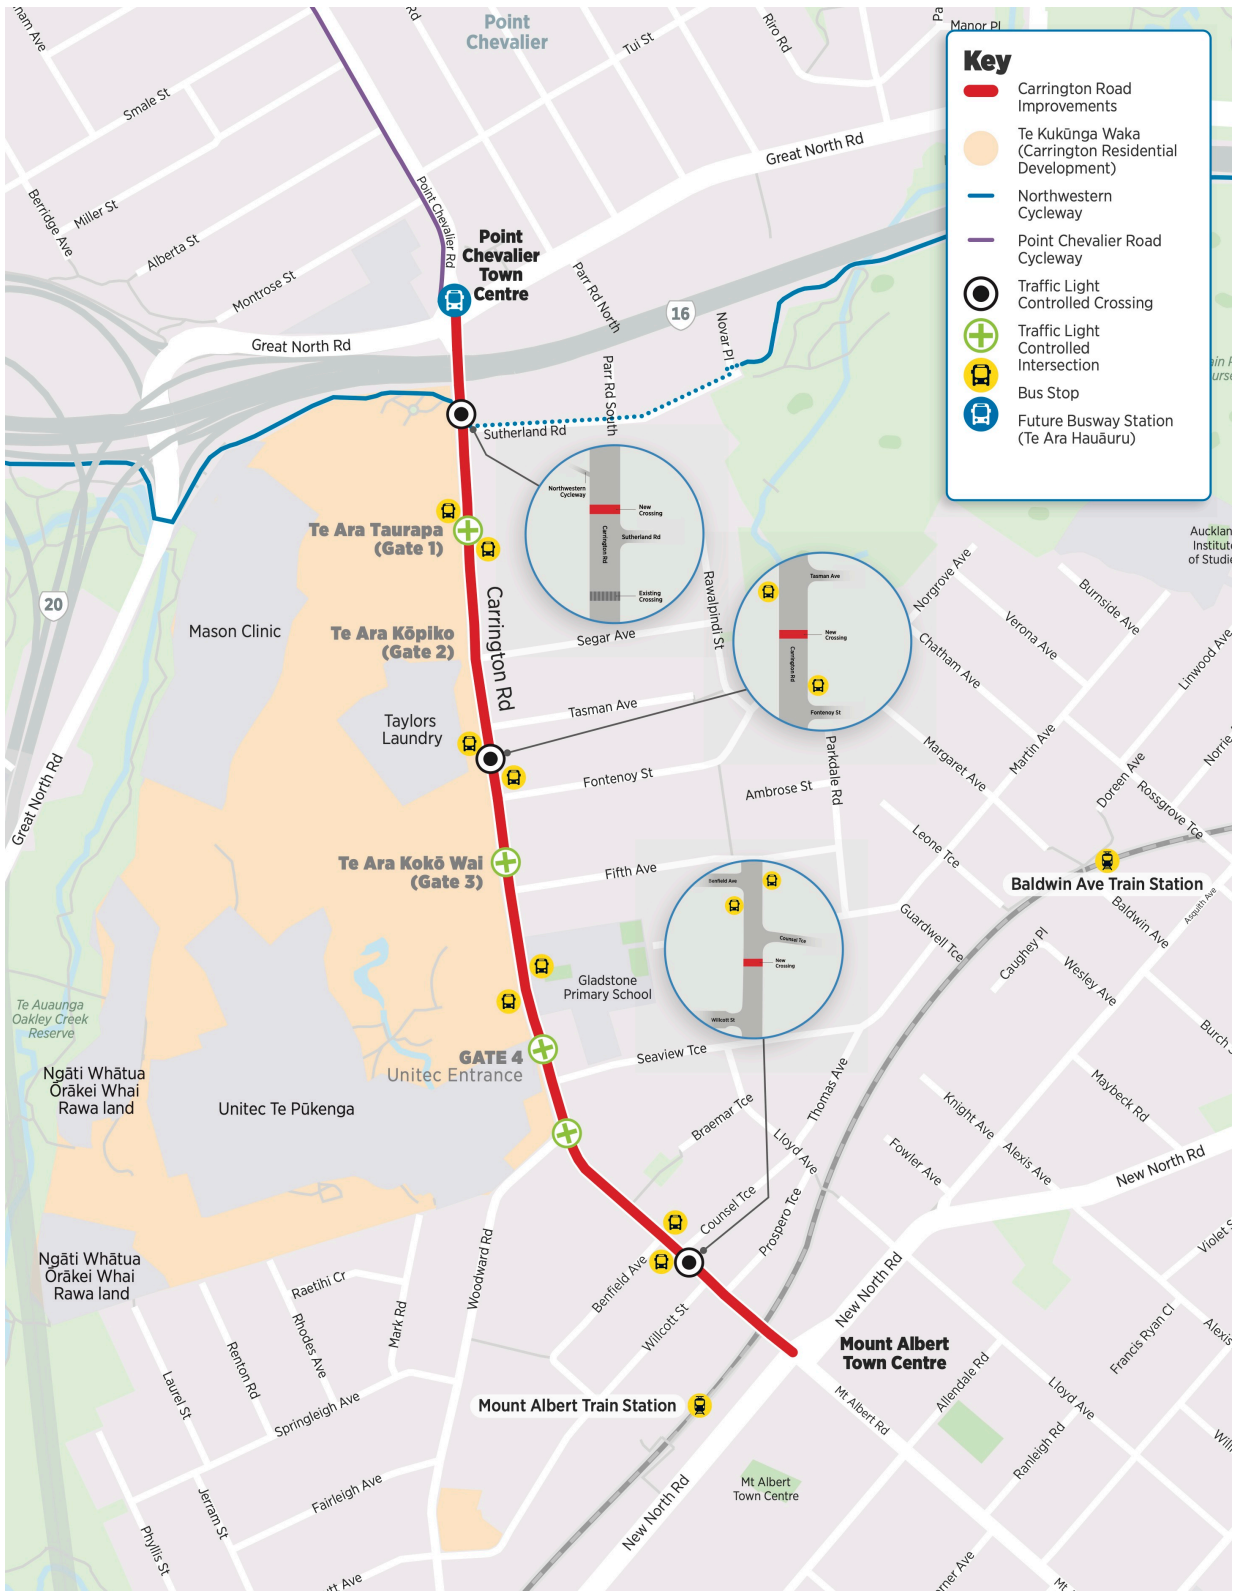 Point
Chevalier
Tui St
Riro Rd
Manor Pl
Smale St
Berridge Ave
Miller St
Alberta St
Montrose St
Great North Rd
Point Chevalier Rd
Point
Chevalier
Town
Centre
Parr Rd North
16
Great North Rd
Parr Rd South
Novar Pl
Sutherland Rd
Key
Carrington Road
Improvements
Te Kukūnga Waka
(Carrington Residential
Development)
Northwestern
Cycleway
Point Chevalier Road
Cycleway
Traffic Light
Controlled Crossing
Traffic Light
Controlled
Intersection
Bus Stop
Future Busway Station
(Te Ara Hauāuru)
Northwestern
Cycleway
New
Crossing
Carrington Rd
Sutherland Rd
Existing
Crossing
Te Ara Taurapa
(Gate 1)
20
Mason Clinic
Te Ara Kōpiko
(Gate 2)
Carrington Rd
Segar Ave
Rawalpindi St
Tasman Ave
New
Crossing
Carrington Rd
Fontenoy St
Norgrove Ave
Burnside Ave
Verona Ave
Chatham Ave
Linwood Ave
Taylors
Laundry
Tasman Ave
Fontenoy St
Parkdale Rd
Ambrose St
Margaret Ave
Martin Ave
Doreen Ave
Rossgrove Tce
Great North Rd
Te Ara Kokō Wai
(Gate 3)
Fifth Ave
Leone Tce
Baldwin Ave Train Station
Asquith Ave
Baldwin Ave
Benfield Ave
Counsel Tce
New
Crossing
Willcott St
Guardwell Tce
Caughey Pl
Wesley Ave
Gladstone
Primary School
Te Auaunga
Oakley Creek
Reserve
GATE 4
Unitec Entrance
Seaview Tce
Ngāti Whātua
Ōrākei Whai
Rawa land
Unitec Te Pūkenga
Thomas Ave
Maybeck Rd
Knight Ave
Alexis Ave
Fowler Ave
Braemar Tce
Lloyd Ave
New North Rd
Counsel Tce
Prospero Tce
Ngāti Whātua
Ōrākei Whai
Rawa land
Raetihi Cr
Woodward Rd
Benfield Ave
Willcott St
New North Rd
Mark Rd
Rhodes Ave
Renton Rd
Laurel St
Springleigh Ave
Mount Albert
Town Centre
Francis Ryan Cl
Mount Albert Train Station
Mt Albert Rd
Allendale Rd
Lloyd Ave
Ranleigh Rd
Fairleigh Ave
Jerram St
Phyllis St
Mt Albert
Town Centre
New North Rd